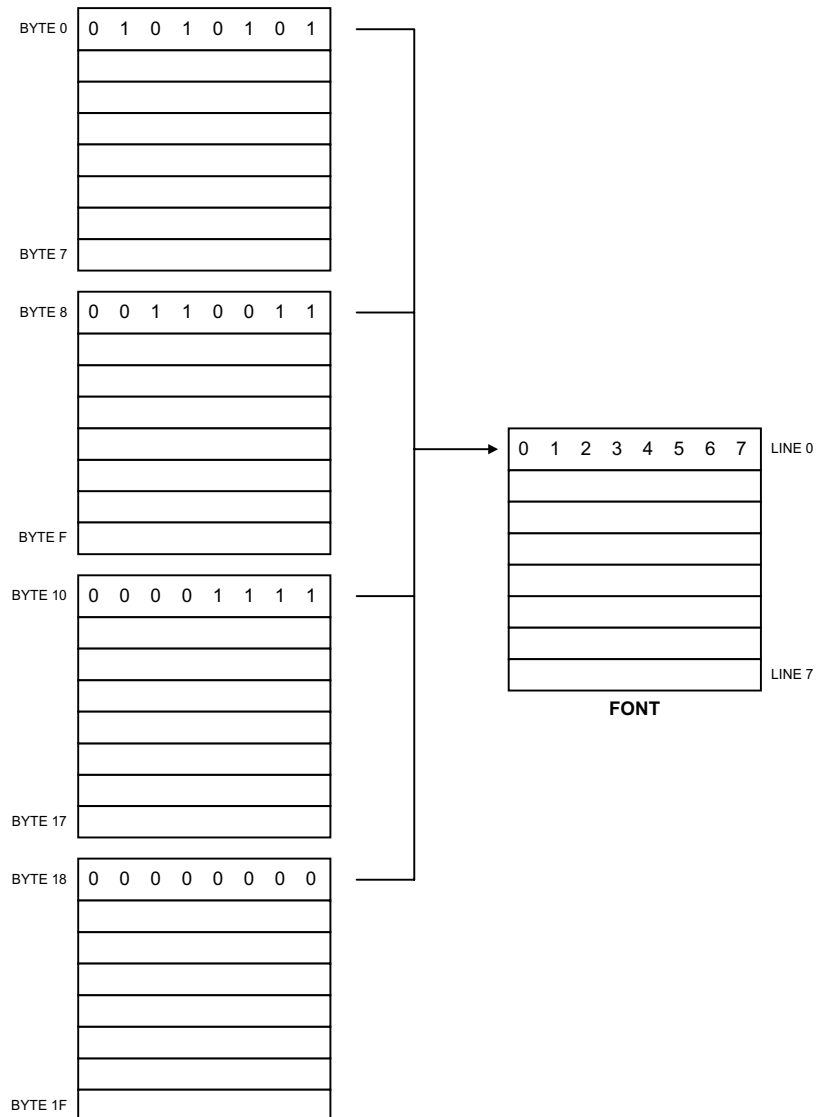 BYTE 0 0 1 0 1 0 1 0 1
BYTE 7
BYTE 8 0 0 1 1 0 0 1 1
BYTE F
0 1 2 3 4 5 6 7 LINE 0
BYTE 10 0 0 0 0 1 1 1 1
LINE 7
FONT
BYTE 17
BYTE 18 0 0 0 0 0 0 0 0
BYTE 1F